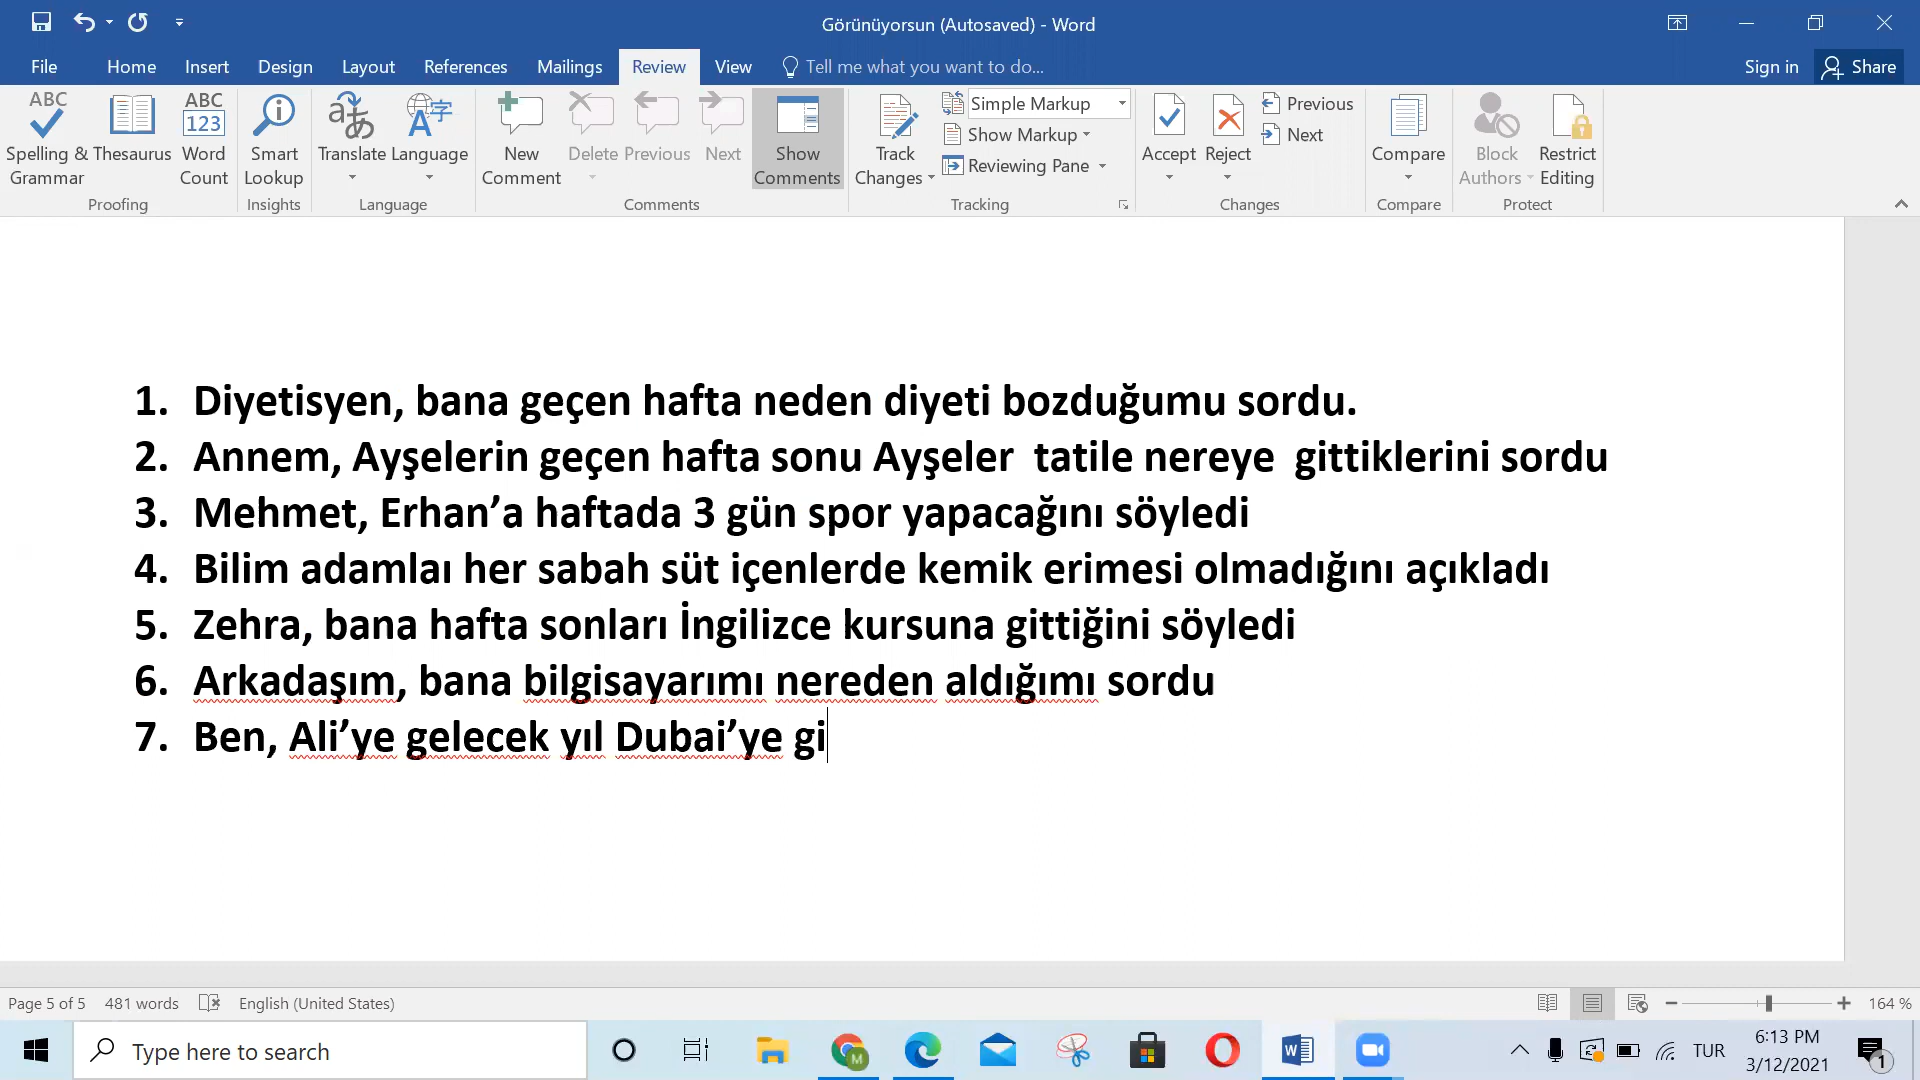 Görünüyorsun (Autosaved) - Word
File Home Insert Design Layout References Mailings Review View Tell me what you want to do... Sign in Share
ABC Spelling & Grammar
Thesaurus
ABC 123 Word Count
Proofing
Smart Lookup
Insights
Translate
Language
Language
New Comment
Delete
Previous
Next
Show Comments
Comments
Track Changes
Simple Markup
Show Markup
Reviewing Pane
Tracking
Accept
Reject
Previous
Next
Changes
Compare
Compare
Block Authors
Restrict Editing
Protect
1. Diyetisyen, bana geçen hafta neden diyeti bozduğumu sordu.
2. Annem, Ayşelerin geçen hafta sonu Ayşeler tatile nereye gittiklerini sordu
3. Mehmet, Erhan’a haftada 3 gün spor yapacağını söyledi
4. Bilim adamlaı her sabah süt içenlerde kemik erimesi olmadığını açıkladı
5. Zehra, bana hafta sonları İngilizce kursuna gittiğini söyledi
6. Arkadaşım, bana bilgisayarımı nereden aldığımı sordu
7. Ben, Ali’ye gelecek yıl Dubai’ye gi
Page 5 of 5 481 words English (United States) 164 %
Type here to search
TUR
6:13 PM
3/12/2021
1